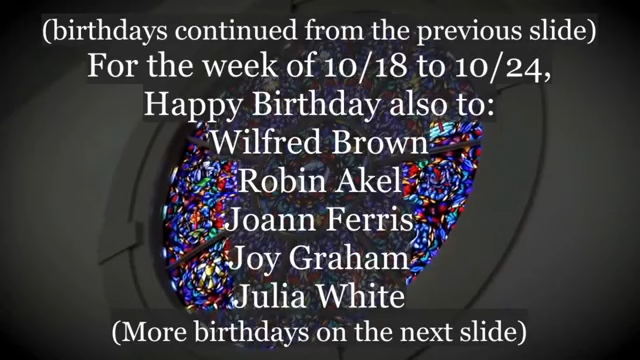 (birthdays continued from the previous slide)
For the week of 10/18 to 10/24,
Happy Birthday also to:
Wilfred Brown
Robin Akel
Joann Ferris
Joy Graham
Julia White
(More birthdays on the next slide)